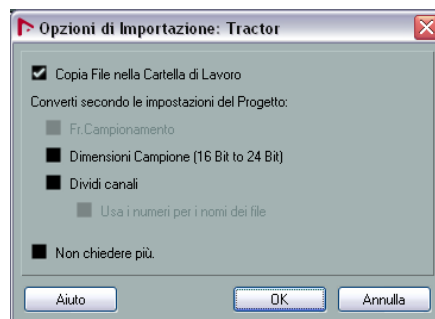 Opzioni di Importazione: Tractor
Copia File nella Cartella di Lavoro
Converti secondo le impostazioni del Progetto:
Fr.Campionamento
Dimensioni Campione (16 Bit to 24 Bit)
Dividi canali
Usa i numeri per i nomi dei file
Non chiedere più.
Aiuto OK Annulla